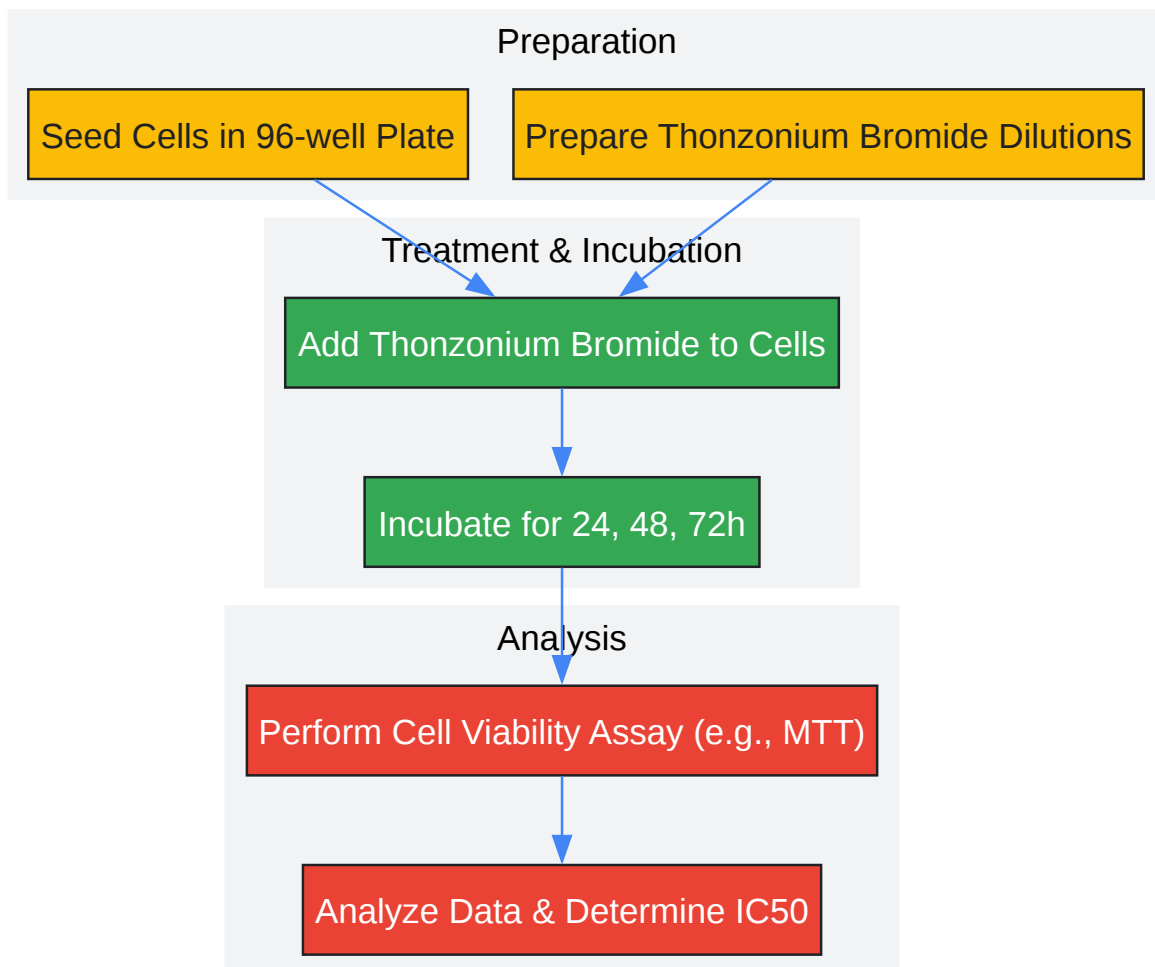 Preparation
Seed Cells in 96-well Plate
Prepare Thonzonium Bromide Dilutions
Treatment & Incubation
Add Thonzonium Bromide to Cells
Incubate for 24, 48, 72h
Analysis
Perform Cell Viability Assay (e.g., MTT)
Analyze Data & Determine IC50